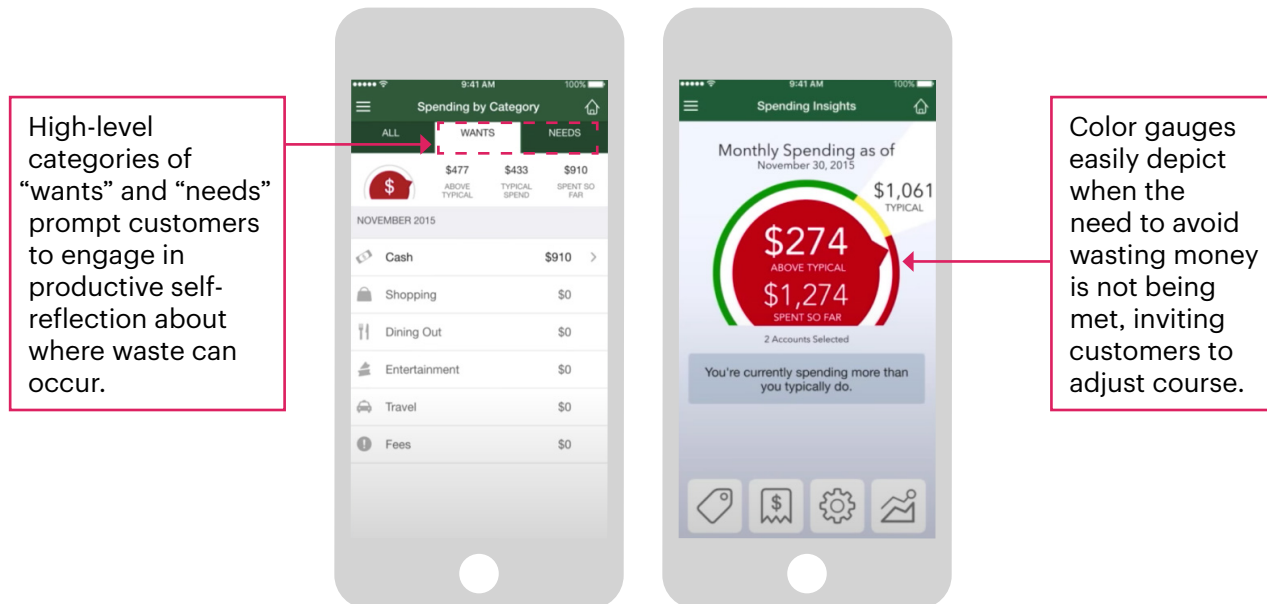 High-level
categories of
“wants” and “needs”
prompt customers
to engage in
productive self-
reflection about
where waste can
occur.
9:41 AM 100%
Spending by Category
ALL WANTS NEEDS
$
$477 $433 $910
ABOVE TYPICAL SPENT SO
TYPICAL SPEND FAR
NOVEMBER 2015
Cash $910
Shopping $0
Dining Out $0
Entertainment $0
Travel $0
Fees $0
9:41 AM 100%
Spending Insights
Monthly Spending as of
November 30, 2015
$1,061
TYPICAL
$274
ABOVE TYPICAL
$1,274
SPENT SO FAR
2 Accounts Selected
You're currently spending more than
you typically do.
$
Color gauges
easily depict
when the
need to avoid
wasting money
is not being
met, inviting
customers to
adjust course.